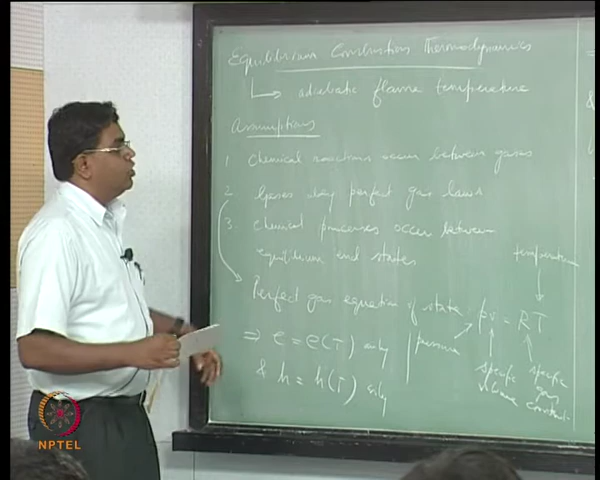 Equilibrium Combustion Thermodynamics
adiabatic flame temperature
Assumptions
1 Chemical reactions occur between gases
2 Gases obey perfect gas laws
3. Chemical processes occur between
equilibrium end states
temperature
Perfect gas equation of state pv = RT
⇒ e = e(T) only
pressure
& h = h(T) only
specific volume
specific gas constant
NPTEL